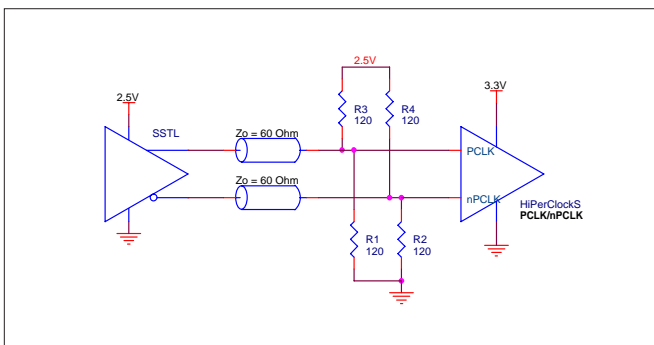 2.5V
3.3V
2.5V
SSTL
R3
120
R4
120
Zo = 60 Ohm
PCLK
Zo = 60 Ohm
nPCLK
HiPerClockS
PCLK/nPCLK
R1
120
R2
120